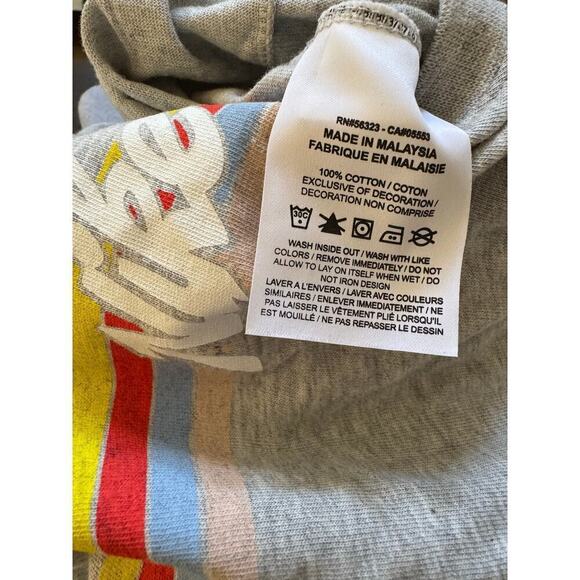 RN#56323 - CA#05553
MADE IN MALAYSIA
FABRIQUE EN MALAISIE
100% COTTON / COTON
EXCLUSIVE OF DECORATION /
DECORATION NON COMPRISE
30C
WASH INSIDE OUT / WASH WITH LIKE
COLORS / REMOVE IMMEDIATELY / DO NOT
ALLOW TO LAY ON ITSELF WHEN WET / DO
NOT IRON DESIGN
LAVER A L'ENVERS / LAVER AVEC COULEURS
SIMILAIRES / ENLEVER IMMEDIATEMENT / NE
PAS LAISSER LE VÊTEMENT PLIÉ LORSQU'IL
EST MOUILLÉ / NE PAS REPASSER LE DESSIN